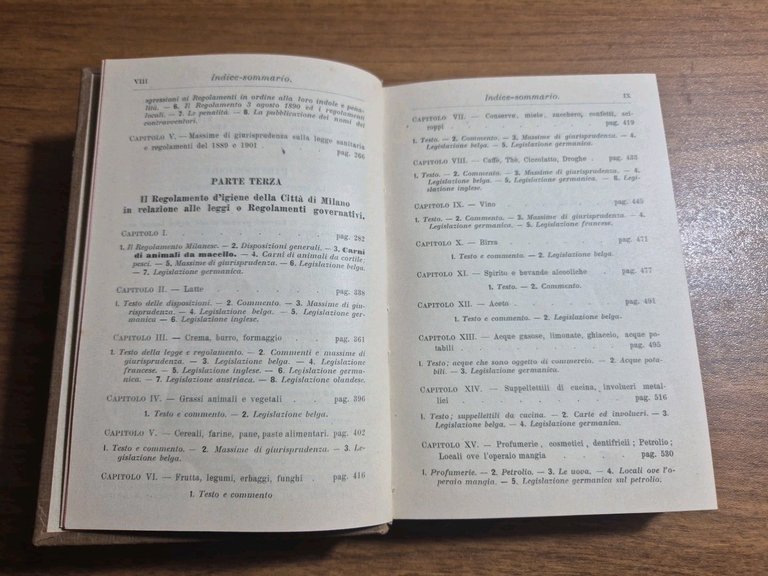 VIII Indice-sommario.
sgressioni ai Regolamenti in ordine alla loro indole e pena-
lità. — 6. Il Regolamento 3 agosto 1890 ed i regolamenti
locali. — 7. Le penalità. — 8. La pubblicazione dei nomi dei
contravventori.
CAPITOLO V. — Massime di giurisprudenza sulla legge sanitaria
e regolamenti del 1889 e 1901 .
pag. 266
PARTE TERZA
Il Regolamento d'igiene della Città di Milano
in relazione alle leggi o Regolamenti governativi.
CAPITOLO I. pag. 282
1. Il Regolamento Milanese. — 2. Disposizioni generali. — 3. Carni
di animali da macello. — 4. Carni di animali da cortile,
pesci. — 5. Massime di giurisprudenza. — 6. Legislazione belga.
— 7. Legislazione germanica.
CAPITOLO II. — Latte pag. 338
1. Testo delle disposizioni. — 2. Commento. — 3. Massime di giu-
risprudenza. — 4. Legislazione belga. — 5. Legislazione ger-
manica — 6. Legislazione inglese.
CAPITOLO III. — Crema, burro, formaggio pag. 361
1. Testo della legge e regolamento. — 2. Commenti e massime di
giurisprudenza. — 3. Legislazione belga. — 4. Legislazione
francese. — 5. Legislazione inglese. — 6. Legislazione germa-
nica. — 7. Legislazione austriaca. — 8. Legislazione olandese.
CAPITOLO IV. — Grassi animali e vegetali . pag. 396
1. Testo e commento. — 2. Legislazione belga.
CAPITOLO V. — Cereali, farine, pane, paste alimentari. pag. 402
1. Testo e commento. — 2. Massime di giurisprudenza. — 3. Le-
gislazione belga.
CAPITOLO VI. — Frutta, legumi, erbaggi, funghi . pag. 416
1. Testo e commento
Indice-sommario. IX
CAPITOLO VII. — Conserve, miele, zucchero, confetti, sci-
roppi . pag. 419
1. Testo. — 2. Commento. — 3. Massime di giurisprudenza. — 4.
Legislazione belga. — 5. Legislazione germanica.
CAPITOLO VIII. — Caffè, Thè, Cioccolatto, Droghe . pag. 433
1. Testo. — 2. Commento. — 3. Massime di giurisprudenza. — 4.
Legislazione belga. — 5. Legislazione germanica. — 6. Legi-
slazione inglese.
CAPITOLO IX. — Vino pag. 445
1. Testo. — 2. Commento. — 3. Massime di giurisprudenza. — 4.
Legislazione germanica. — 5. Legislazione francese.
CAPITOLO X. — Birra pag. 471
1. Testo e commento. — 2. Legislazione belga.
CAPITOLO XI. — Spirito e bevande alcooliche . pag. 477
1. Testo. — 2. Commento.
CAPITOLO XII. — Aceto . pag. 491
1. Testo e commento. — 2. Legislazione belga.
CAPITOLO XIII. — Acque gasose, limonate, ghiaccio, acque po-
tabili . pag. 495
1. Testo; acque che sono oggetto di commercio. — 2. Acque pota-
bili. — 3. Legislazione germanica.
CAPITOLO XIV. — Suppellettili di cucina, involucri metal-
lici pag. 516
1. Testo; suppellettili da cucina. — 2. Carte ed involucri. — 3.
Legislazione belga. — 4. Legislazione germanica.
CAPITOLO XV. — Profumerie, cosmetici, dentifricii; Petrolio;
Locali ove l'operaio mangia . pag. 530
1. Profumerie. — 2. Petrolio. — 3. Le uova. — 4. Locali ove l'o-
peraio mangia. — 5. Legislazione germanica sul petrolio.